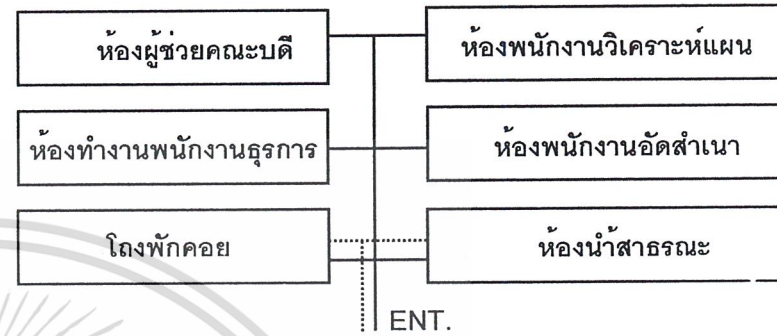 ห้องผู้ช่วยคณะบดี
ห้องพนักงานวิเคราะห์แผน
ห้องทำงานพนักงานธุรการ
ห้องพนักงานอัดสำเนา
โถงพักคอย
ห้องน้ำสาธรณะ
ENT.